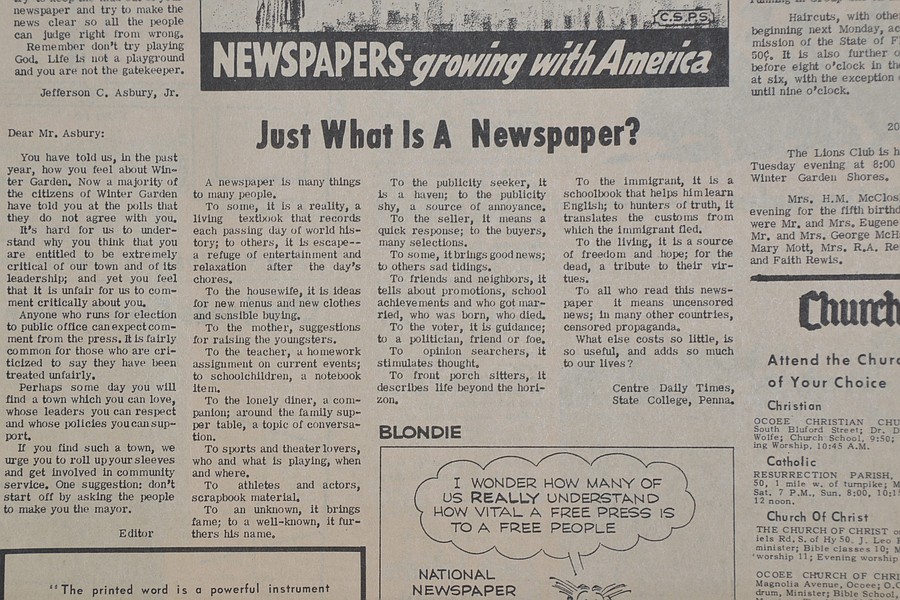 newspaper and try to make the
news clear so all the people
can judge right from wrong.
Remember don't try playing
God. Life is not a playground
and you are not the gatekeeper.
Jefferson C. Asbury, Jr.
Dear Mr. Asbury:
You have told us, in the past
year, how you feel about Win-
ter Garden. Now a majority of
the citizens of Winter Garden
have told you at the polls that
they do not agree with you.
It's hard for us to under-
stand why you think that you
are entitled to be extremely
critical of our town and of its
leadership; and yet you feel
that it is unfair for us to com-
ment critically about you.
Anyone who runs for election
to public office can expect com-
ment from the press. It is fairly
common for those who are cri-
ticized to say they have been
treated unfairly.
Perhaps some day you will
find a town which you can love,
whose leaders you can respect
and whose policies you can sup-
port.
If you find such a town, we
urge you to roll up your sleeves
and get involved in community
service. One suggestion: don't
start off by asking the people
to make you the mayor.
Editor
C.S.P.S.
NEWSPAPERS-growing with America
Just What Is A Newspaper?
A newspaper is many things
to many people.
To some, it is a reality, a
living textbook that records
each passing day of world his-
tory; to others, it is escape--
a refuge of entertainment and
relaxation after the day's
chores.
To the housewife, it is ideas
for new menus and new clothes
and sensible buying.
To the mother, suggestions
for raising the youngsters.
To the teacher, a homework
assignment on current events;
to schoolchildren, a notebook
item.
To the lonely diner, a com-
panion; around the family sup-
per table, a topic of conversa-
tion.
To sports and theater lovers,
who and what is playing, when
and where.
To athletes and actors,
scrapbook material.
To an unknown, it brings
fame; to a well-known, it fur-
thers his name.
To the publicity seeker, it
is a haven; to the publicity
shy, a source of annoyance.
To the seller, it means a
quick response; to the buyers,
many selections.
To some, it brings good news;
to others sad tidings.
To friends and neighbors, it
tells about promotions, school
achievements and who got mar-
ried, who was born, who died.
To the voter, it is guidance;
to a politician, friend or foe.
To opinion searchers, it
stimulates thought.
To front porch sitters, it
describes life beyond the hori-
zon.
To the immigrant, it is a
schoolbook that helps him learn
English; to hunters of truth, it
translates the customs from
which the immigrant fled.
To the living, it is a source
of freedom and hope; for the
dead, a tribute to their vir-
tues.
To all who read this news-
paper it means uncensored
news; in many other countries,
censored propaganda.
What else costs so little, is
so useful, and adds so much
to our lives?
Centre Daily Times,
State College, Penna.
BLONDIE
I WONDER HOW MANY OF
US REALLY UNDERSTAND
HOW VITAL A FREE PRESS IS
TO A FREE PEOPLE
NATIONAL
NEWSPAPER
"The printed word is a powerful instrument
Haircuts, with othe
beginning next Monday, ac
mission of the State of F
50¢. It is also further o
before eight o'clock in the
at six, with the exception
until nine o'clock.
20
The Lions Club is h
Tuesday evening at 8:00
Winter Garden Shores.
Mrs. H.M. McClos
evening for the fifth birthd
were Mr. and Mrs. Eugene
Mr. and Mrs. George McH
Mary Mott, Mrs. R.A. Re
and Faith Rewis.
Church
Attend the Churc
of Your Choice
Christian
OCOEE CHRISTIAN CHU
South Bluford Street; Dr. D
Wolfe; Church School, 9:50;
ing Worship, 10:45 A.M.
Catholic
RESURRECTION PARISH,
50, 1 mile w. of turnpike; M
Sat. 7 P.M., Sun. 8:00, 10:15
12 noon.
Church Of Christ
THE CHURCH OF CHRIST
iels Rd. S. of Hy 50. J. Leo
minister; Bible classes 10; M
worship 11; Evening worship
OCOEE CHURCH OF CHRI
Magnolia Avenue, Ocoee; O.C
drum, Minister; Bible School,